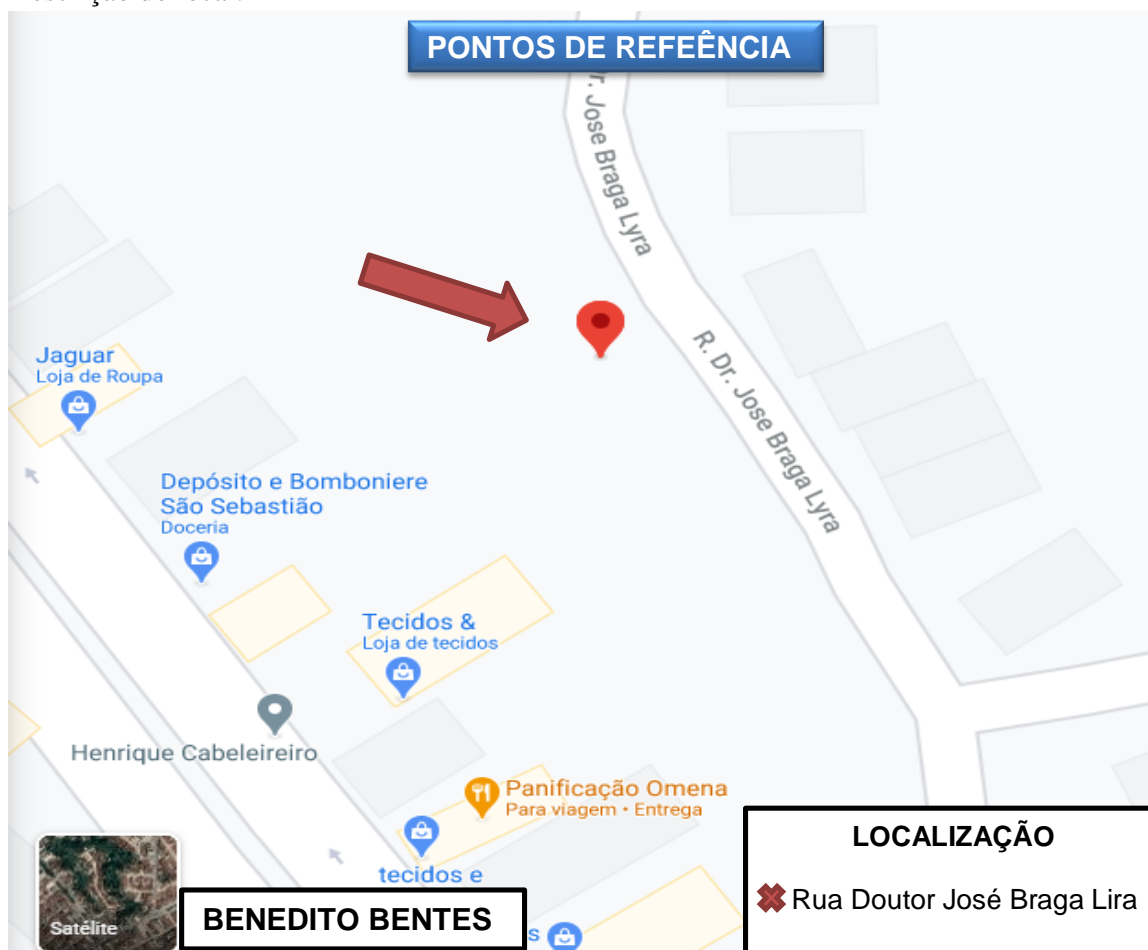 PONTOS DE REFEÊNCIA
r. Jose Braga Lyra
R. Dr. Jose Braga Lyra
Jaguar
Loja de Roupa
Depósito e Bomboniere
São Sebastião
Doceria
Tecidos &
Loja de tecidos
Henrique Cabeleireiro
Panificação Omena
Para viagem • Entrega
tecidos e
s
Satélite
BENEDITO BENTES
LOCALIZAÇÃO
Rua Doutor José Braga Lira